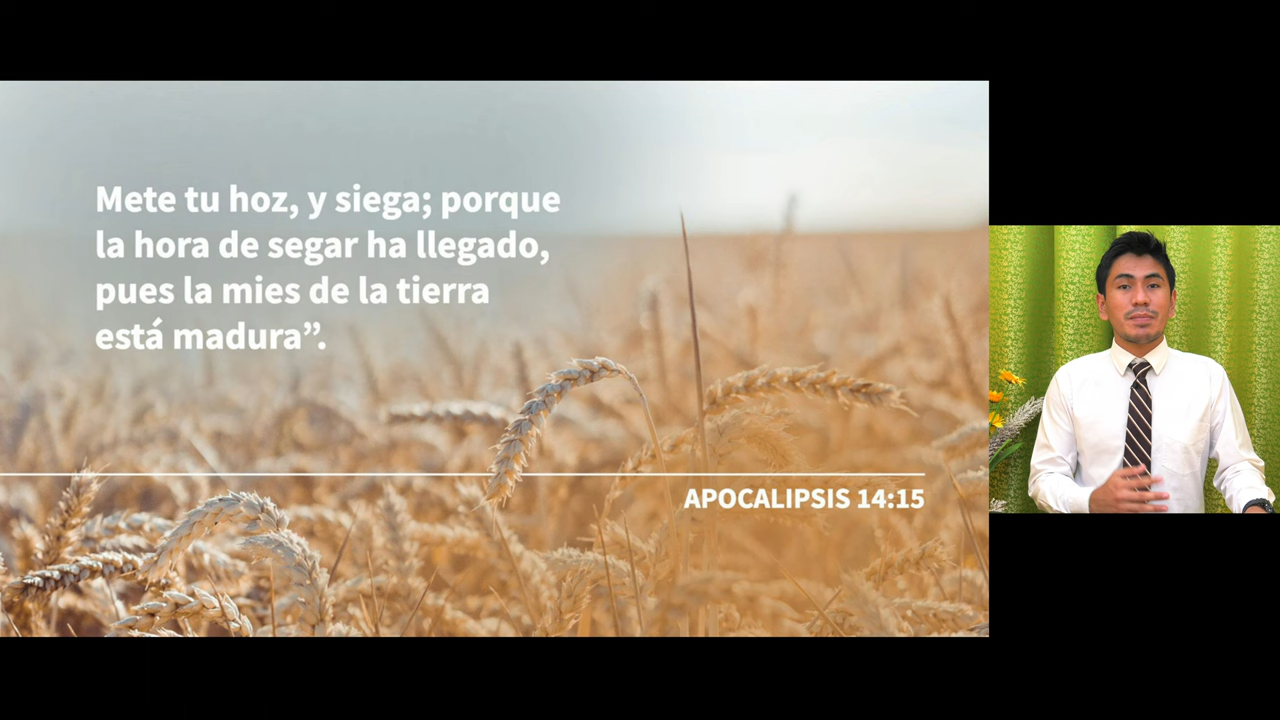 Mete tu hoz, y siega; porque
la hora de segar ha llegado,
pues la mies de la tierra
está madura”.
APOCALIPSIS 14:15